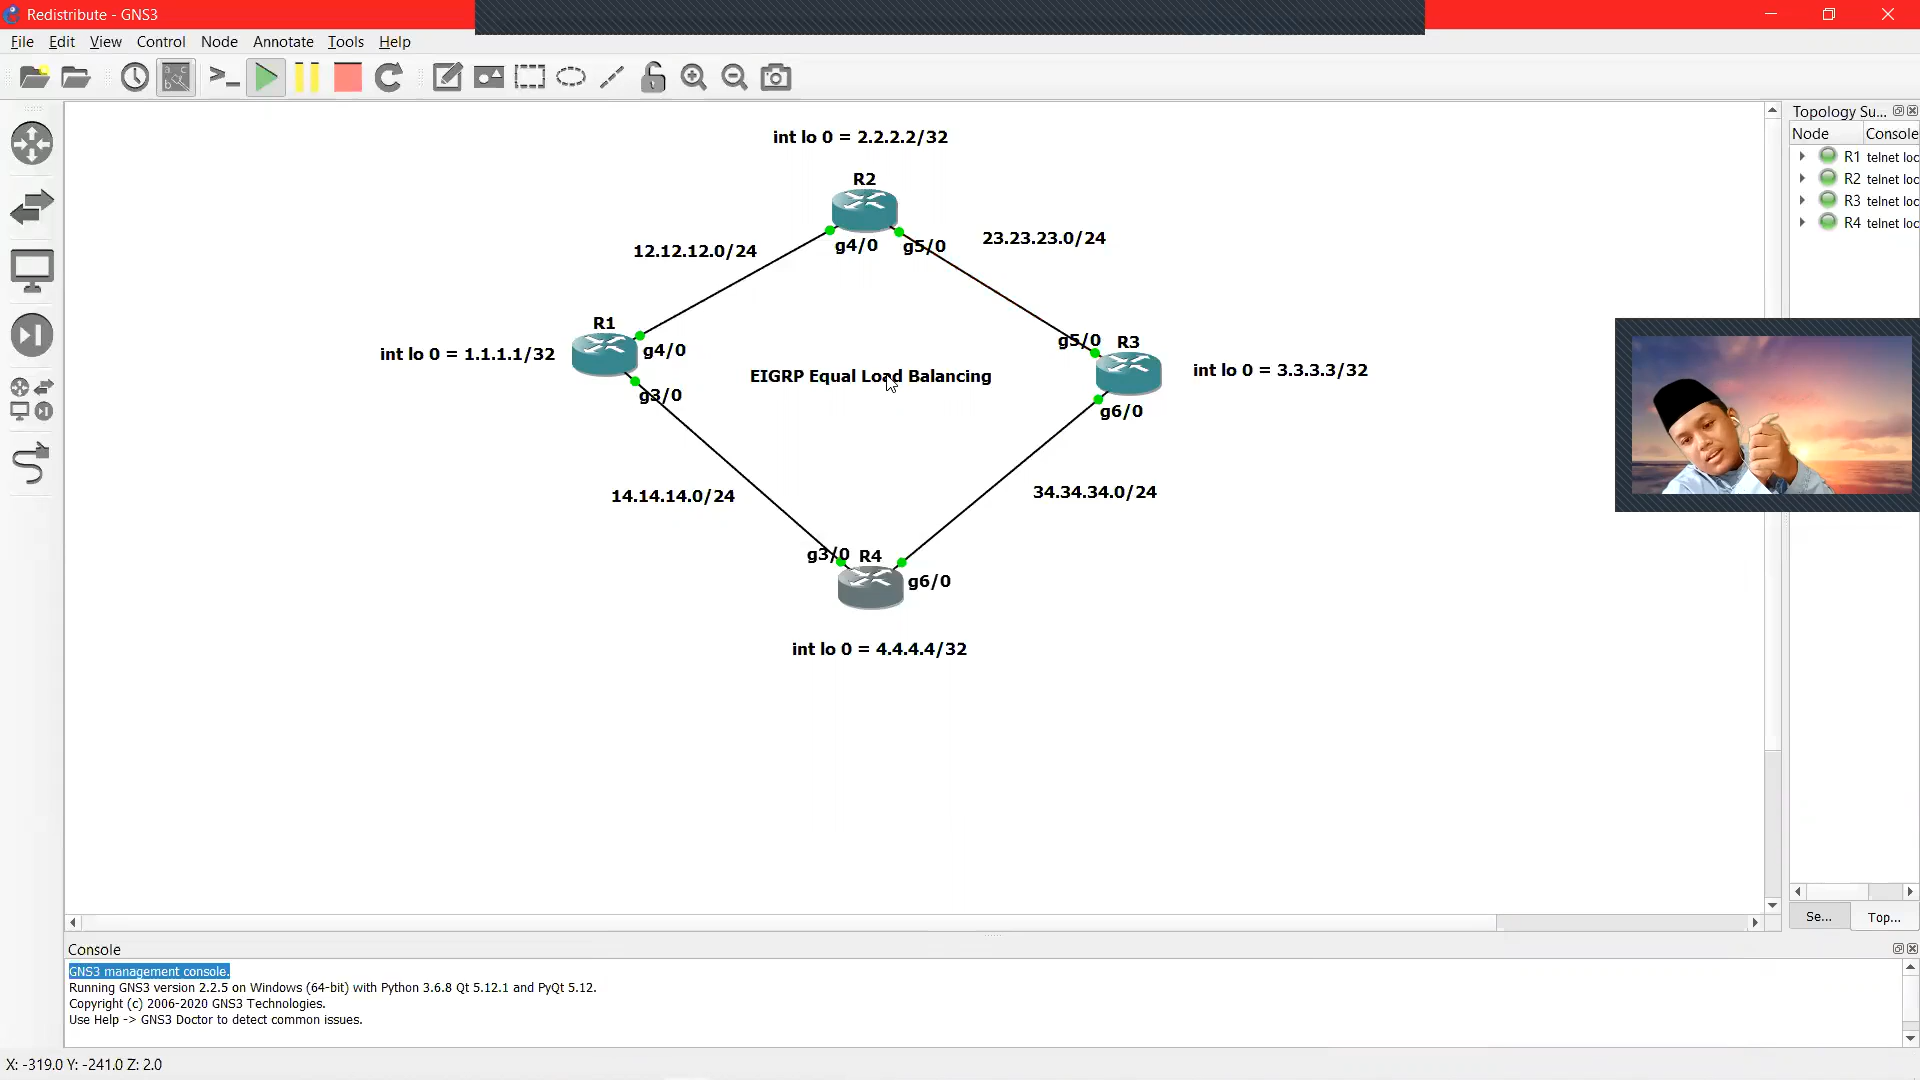 Redistribute - GNS3
File Edit View Control Node Annotate Tools Help
Topology Su...
Node Console
R1 telnet loc
R2 telnet loc
R3 telnet loc
R4 telnet loc
int lo 0 = 2.2.2.2/32
R2
g4/0
g5/0
12.12.12.0/24
23.23.23.0/24
R1
int lo 0 = 1.1.1.1/32
g4/0
g3/0
g5/0
R3
int lo 0 = 3.3.3.3/32
g6/0
EIGRP Equal Load Balancing
14.14.14.0/24
34.34.34.0/24
g3/0
R4
g6/0
int lo 0 = 4.4.4.4/32
Se...
Top...
Console
GNS3 management console.
Running GNS3 version 2.2.5 on Windows (64-bit) with Python 3.6.8 Qt 5.12.1 and PyQt 5.12.
Copyright (c) 2006-2020 GNS3 Technologies.
Use Help -> GNS3 Doctor to detect common issues.
X: -319.0 Y: -241.0 Z: 2.0